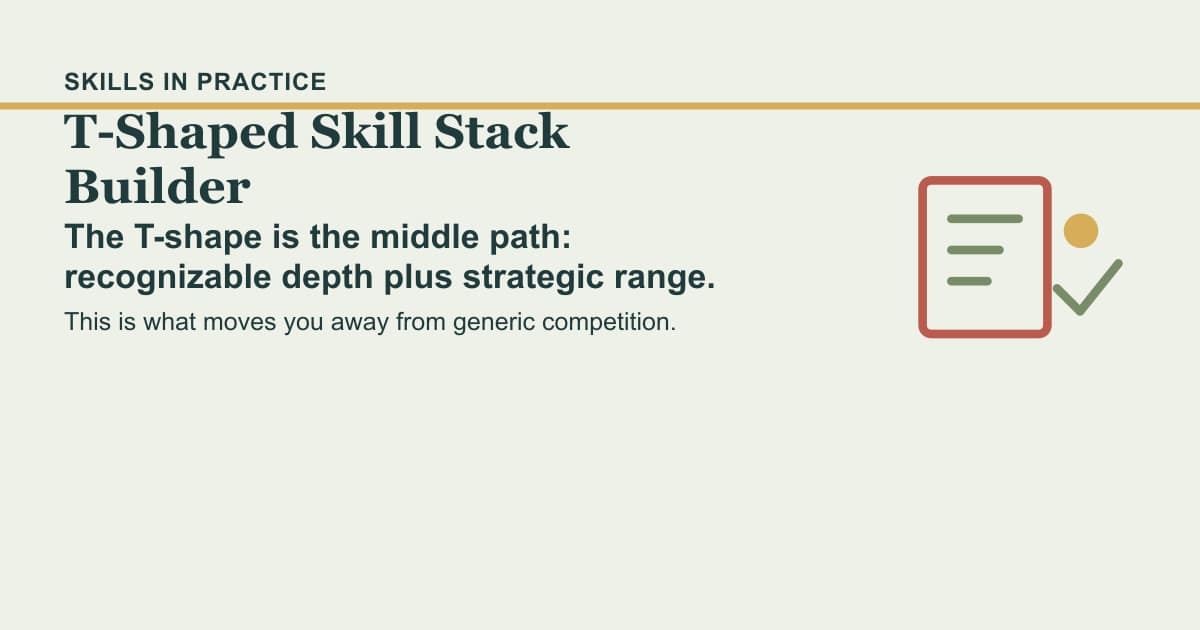 SKILLS IN PRACTICE
T-Shaped Skill Stack
Builder
The T-shape is the middle path:
recognizable depth plus strategic range.
This is what moves you away from generic competition.